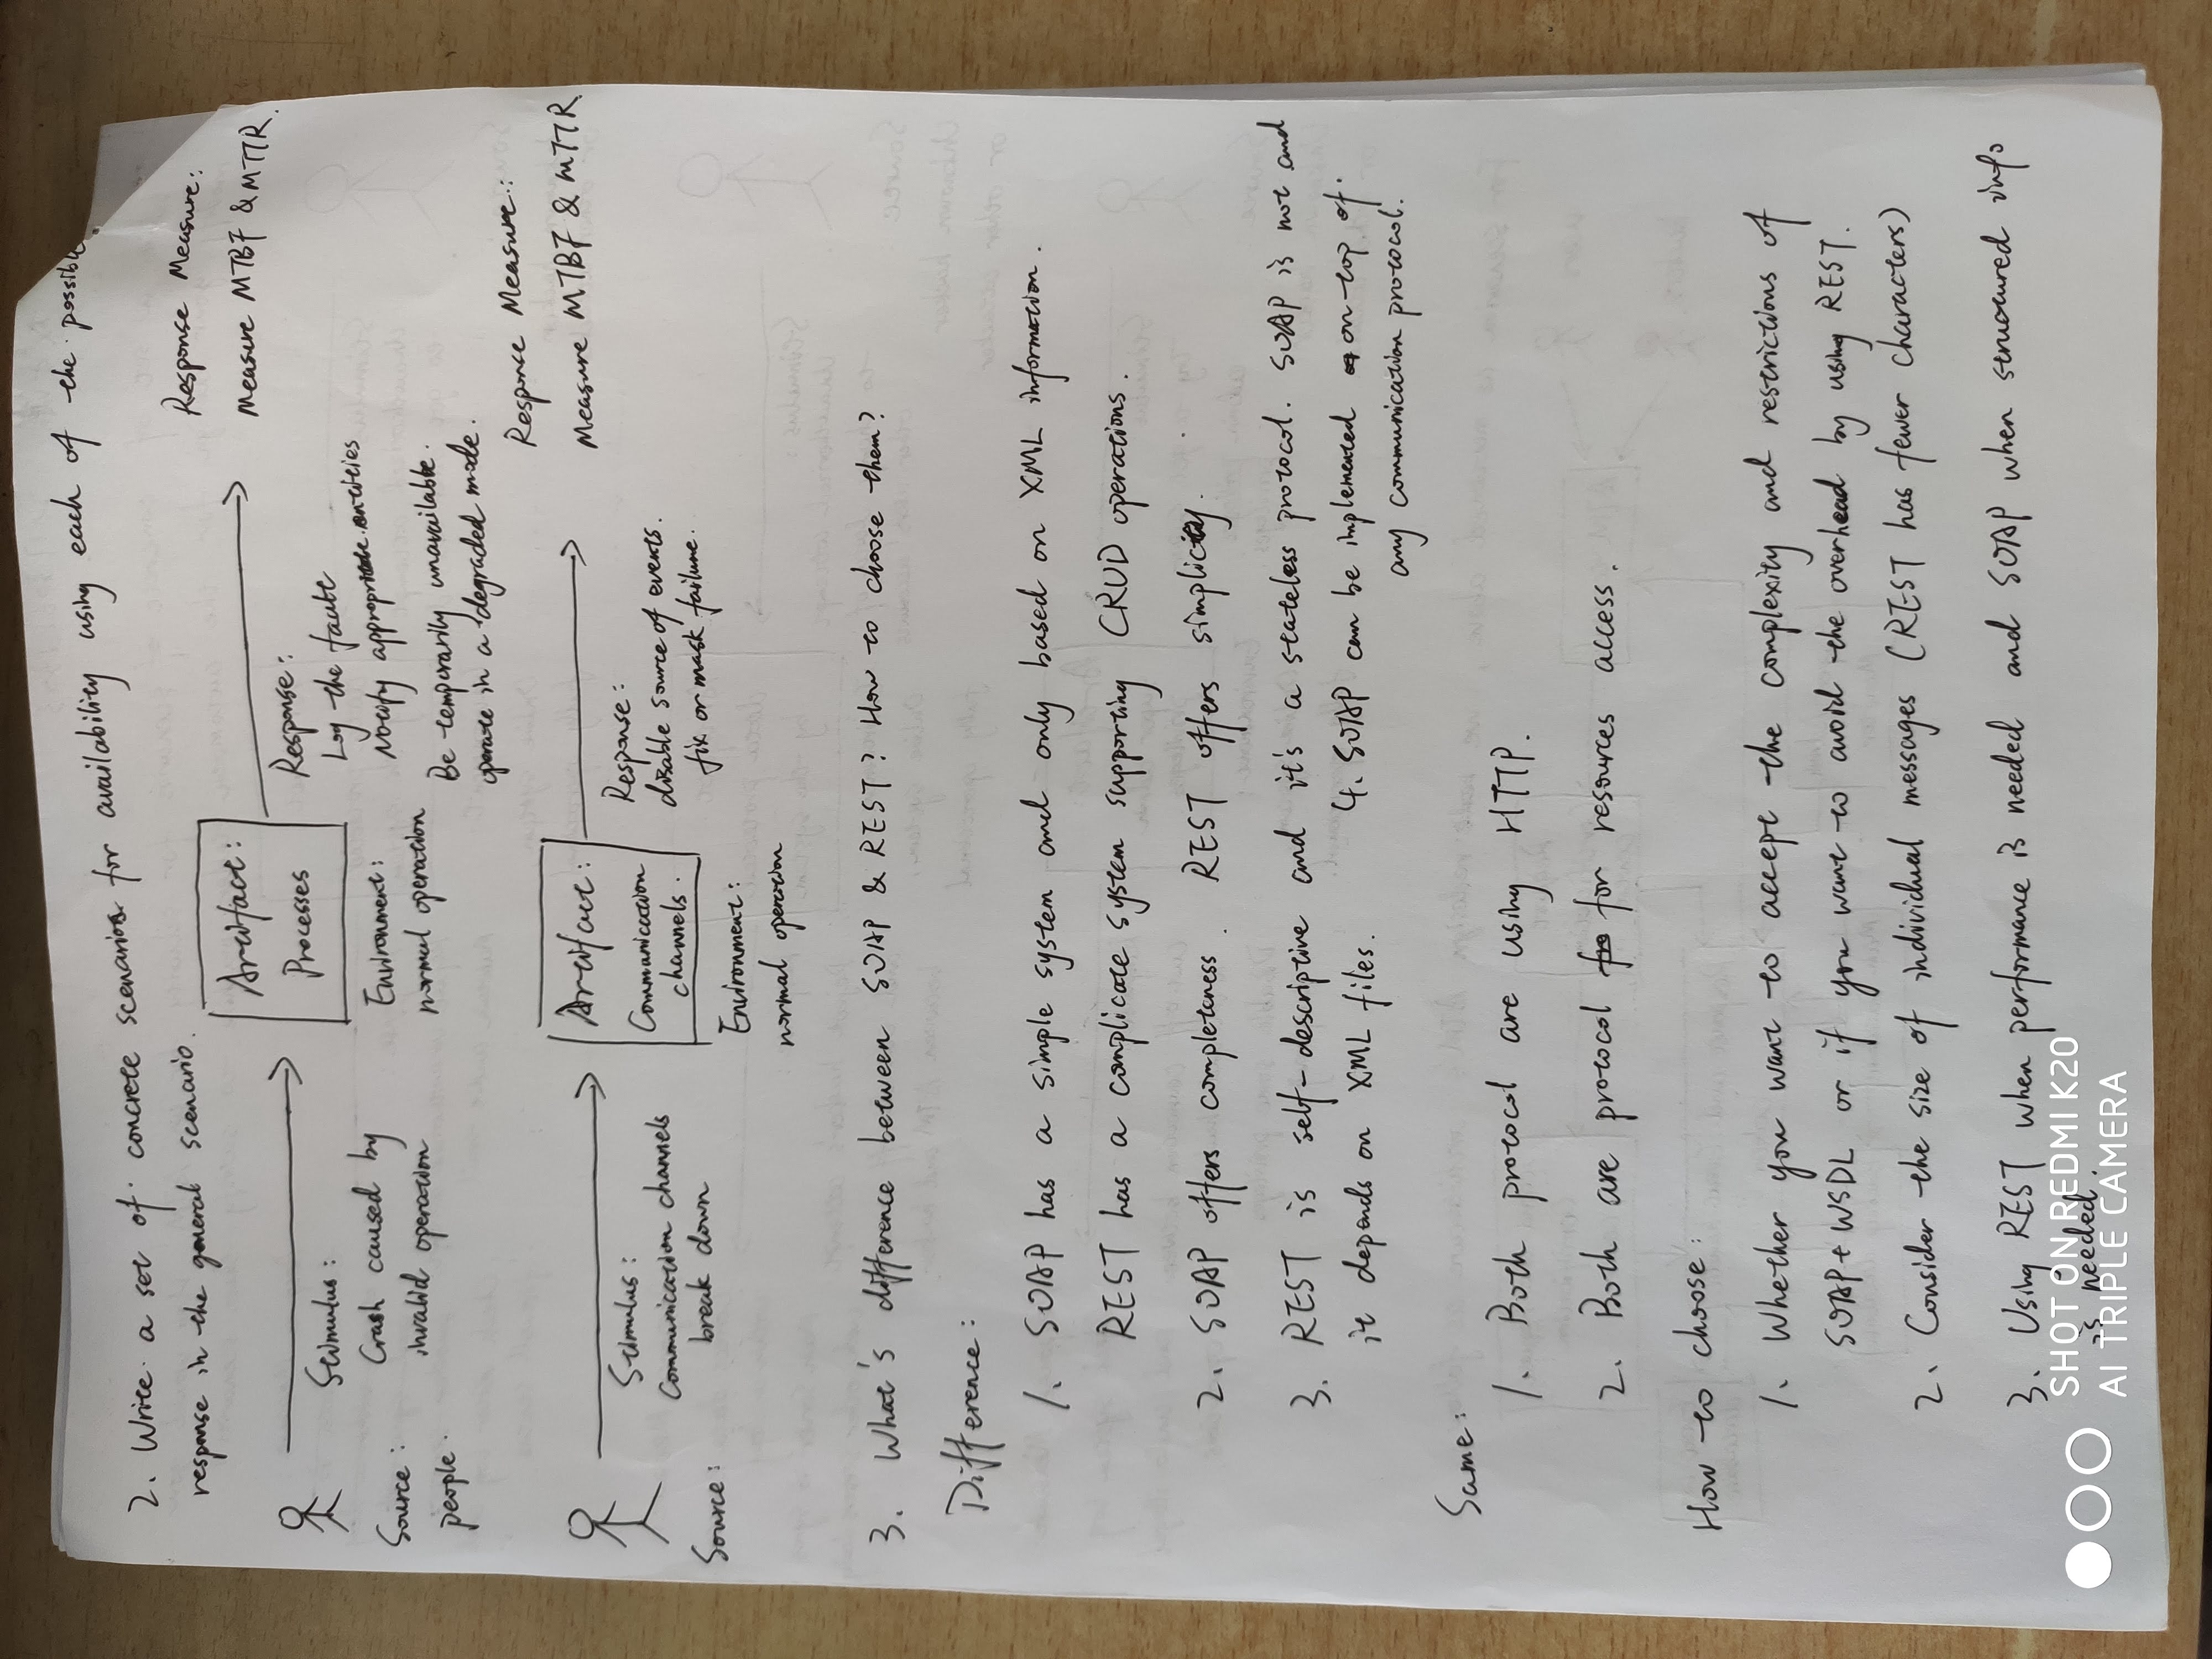 2. Write a set of concrete scenarios for availability using each of the possible
response in the general scenario.
Source:
people.
Stimulus:
Crash caused by
invalid operation
Artifact:
Processes
Environment:
normal operation
Response:
Log the fault
Notify appropriate entities
Be temporarily unavailable.
operate in a degraded mode.
Response Measure:
Measure MTBF & MTTR.
Source:
Stimulus:
Communication channels
break down
Artifact:
Communication
channels.
Environment:
normal operation
Response:
disable source of events.
fix or mask failure.
Response Measure:
Measure MTBF & MTTR
3. What's difference between SOAP & REST? How to choose them?
Difference:
1. SOAP has a simple system and only based on XML information.
REST has a complicate system supporting CRUD operations.
2. SOAP offers completeness. REST offers simplicity.
3. REST is self-descriptive and it's a stateless protocol. SOAP is not and
it depends on XML files.
4. SOAP can be implemented on top of
any communication protocol.
Same:
1. Both protocol are using HTTP.
2. Both are protocol for resources access.
How to choose:
1. Whether you want to accept the complexity and restrictions of
SOAP+WSDL or if you want to avoid the overhead by using REST.
2. Consider the size of individual messages (REST has fewer characters)
3. Using REST when performance is needed and SOAP when structured info
is needed.
SHOT ON REDMI K20
AI TRIPLE CAMERA